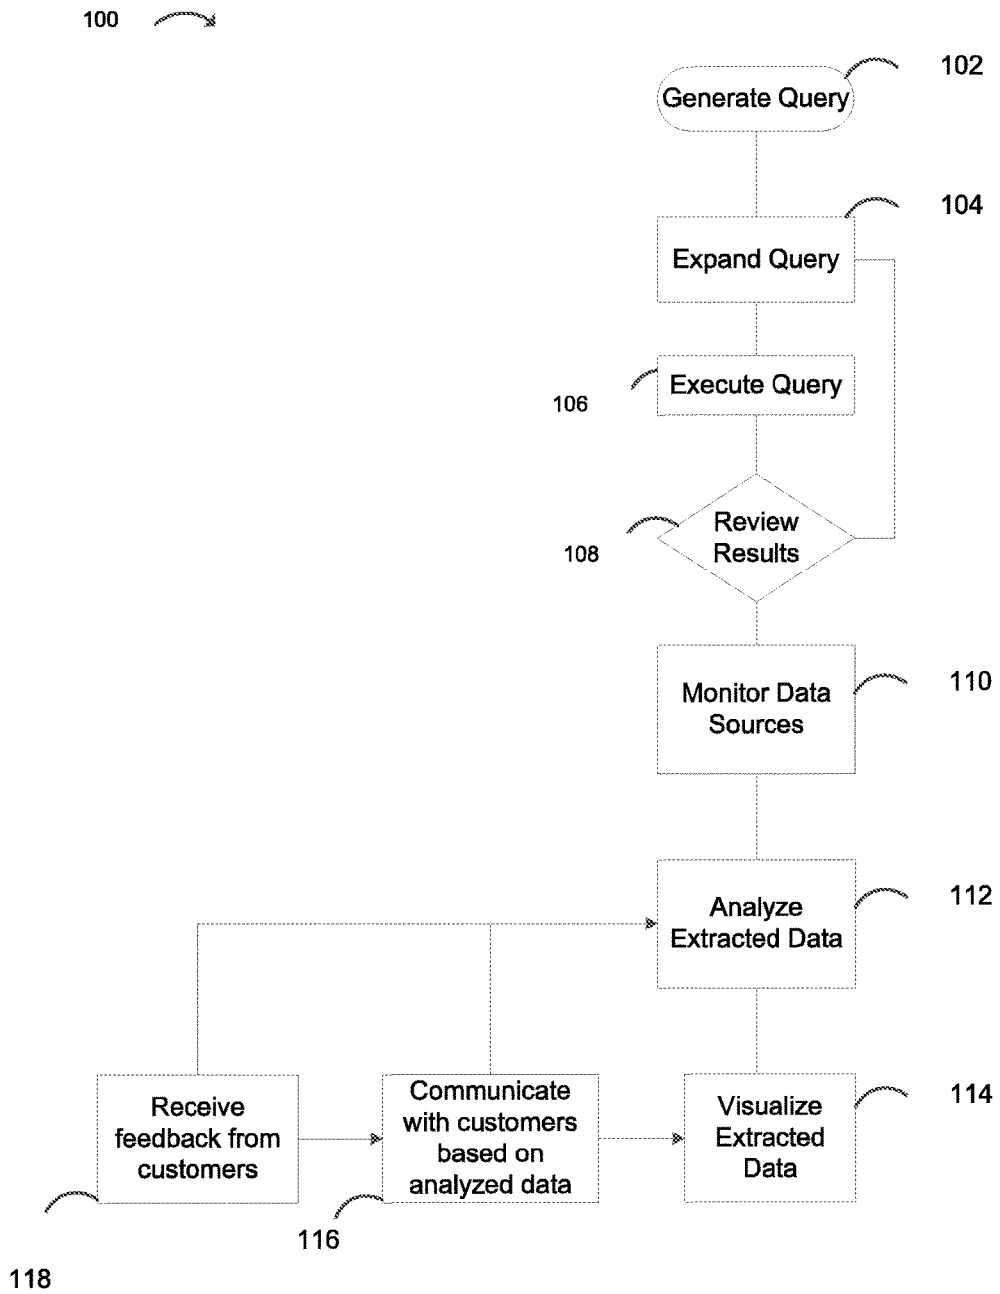 100
102
Generate Query
104
Expand Query
106
Execute Query
108
Review
Results
110
Monitor Data
Sources
112
Analyze
Extracted Data
114
Visualize
Extracted
Data
Communicate
with customers
based on
analyzed data
116
Receive
feedback from
customers
118